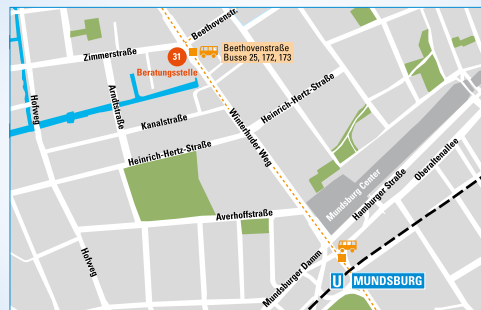 Beethovenstr.
Zimmerstraße
31
Beratungsstelle
Beethovenstraße
Busse 25, 172, 173
Hofweg
Arndtstraße
Kanalstraße
Heinrich-Hertz-Straße
Heinrich-Hertz-Straße
Winterhuder Weg
Mundsburg Center
Hamburger Straße
Oberaltenallee
Averhoffstraße
Hofweg
Mundsburger Damm
U MUNDSBURG